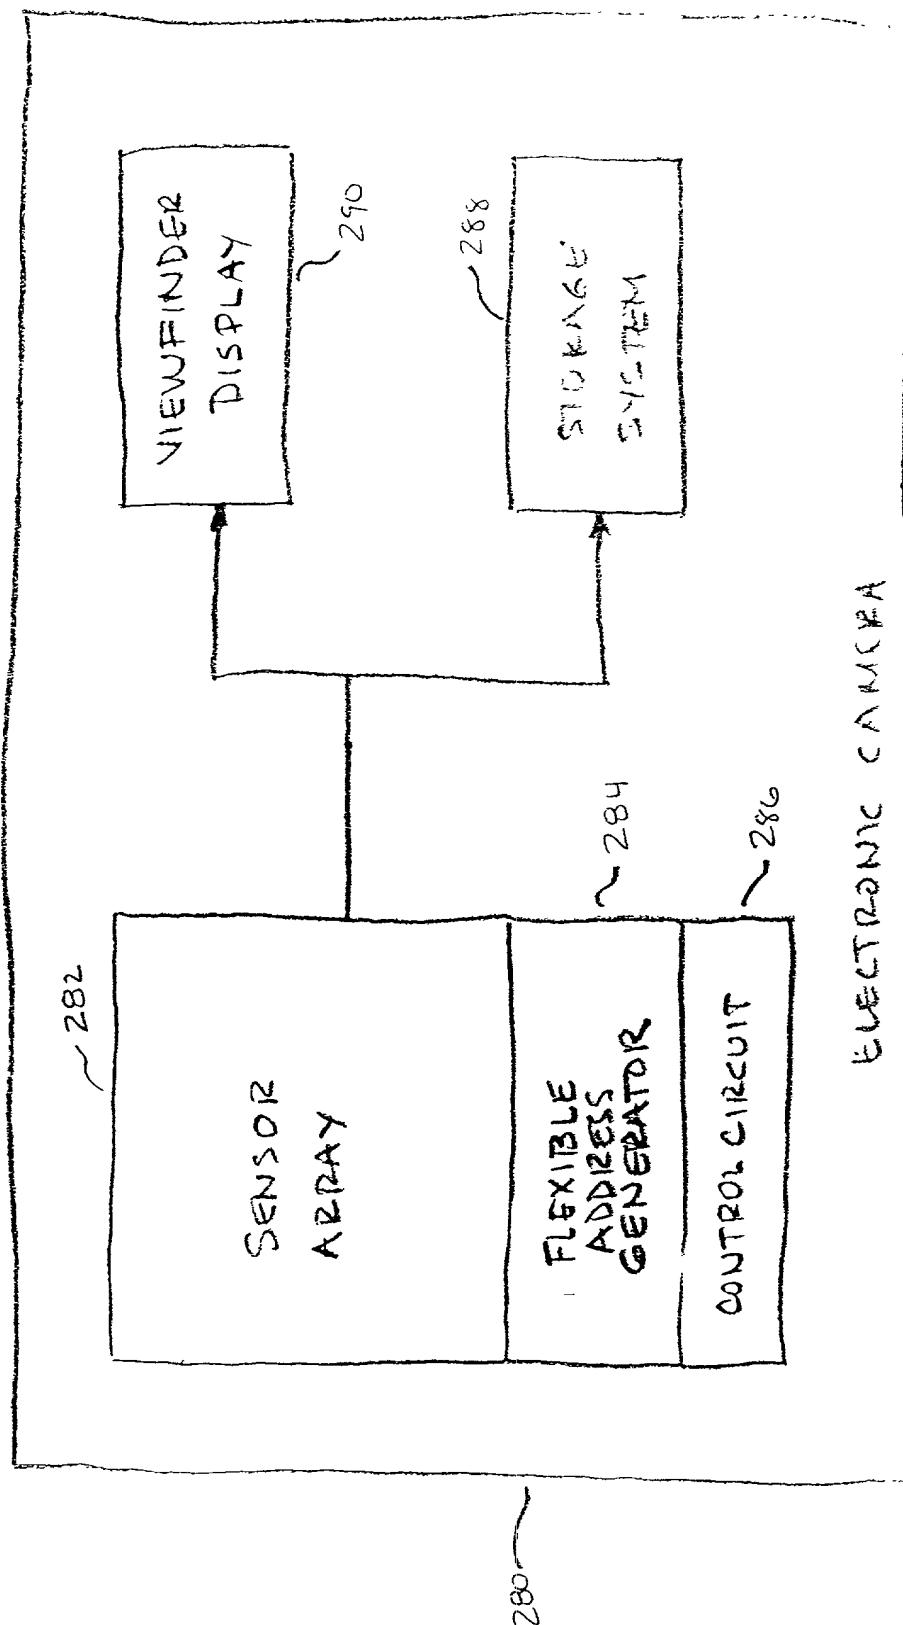 282
SENSOR
ARRAY
FLEXIBLE
ADDRESS
GENERATOR
284
CONTROL CIRCUIT
286
VIEWFINDER
DISPLAY
290
288
STORAGE
SYSTEM
ELECTRONIC CAMERA
280